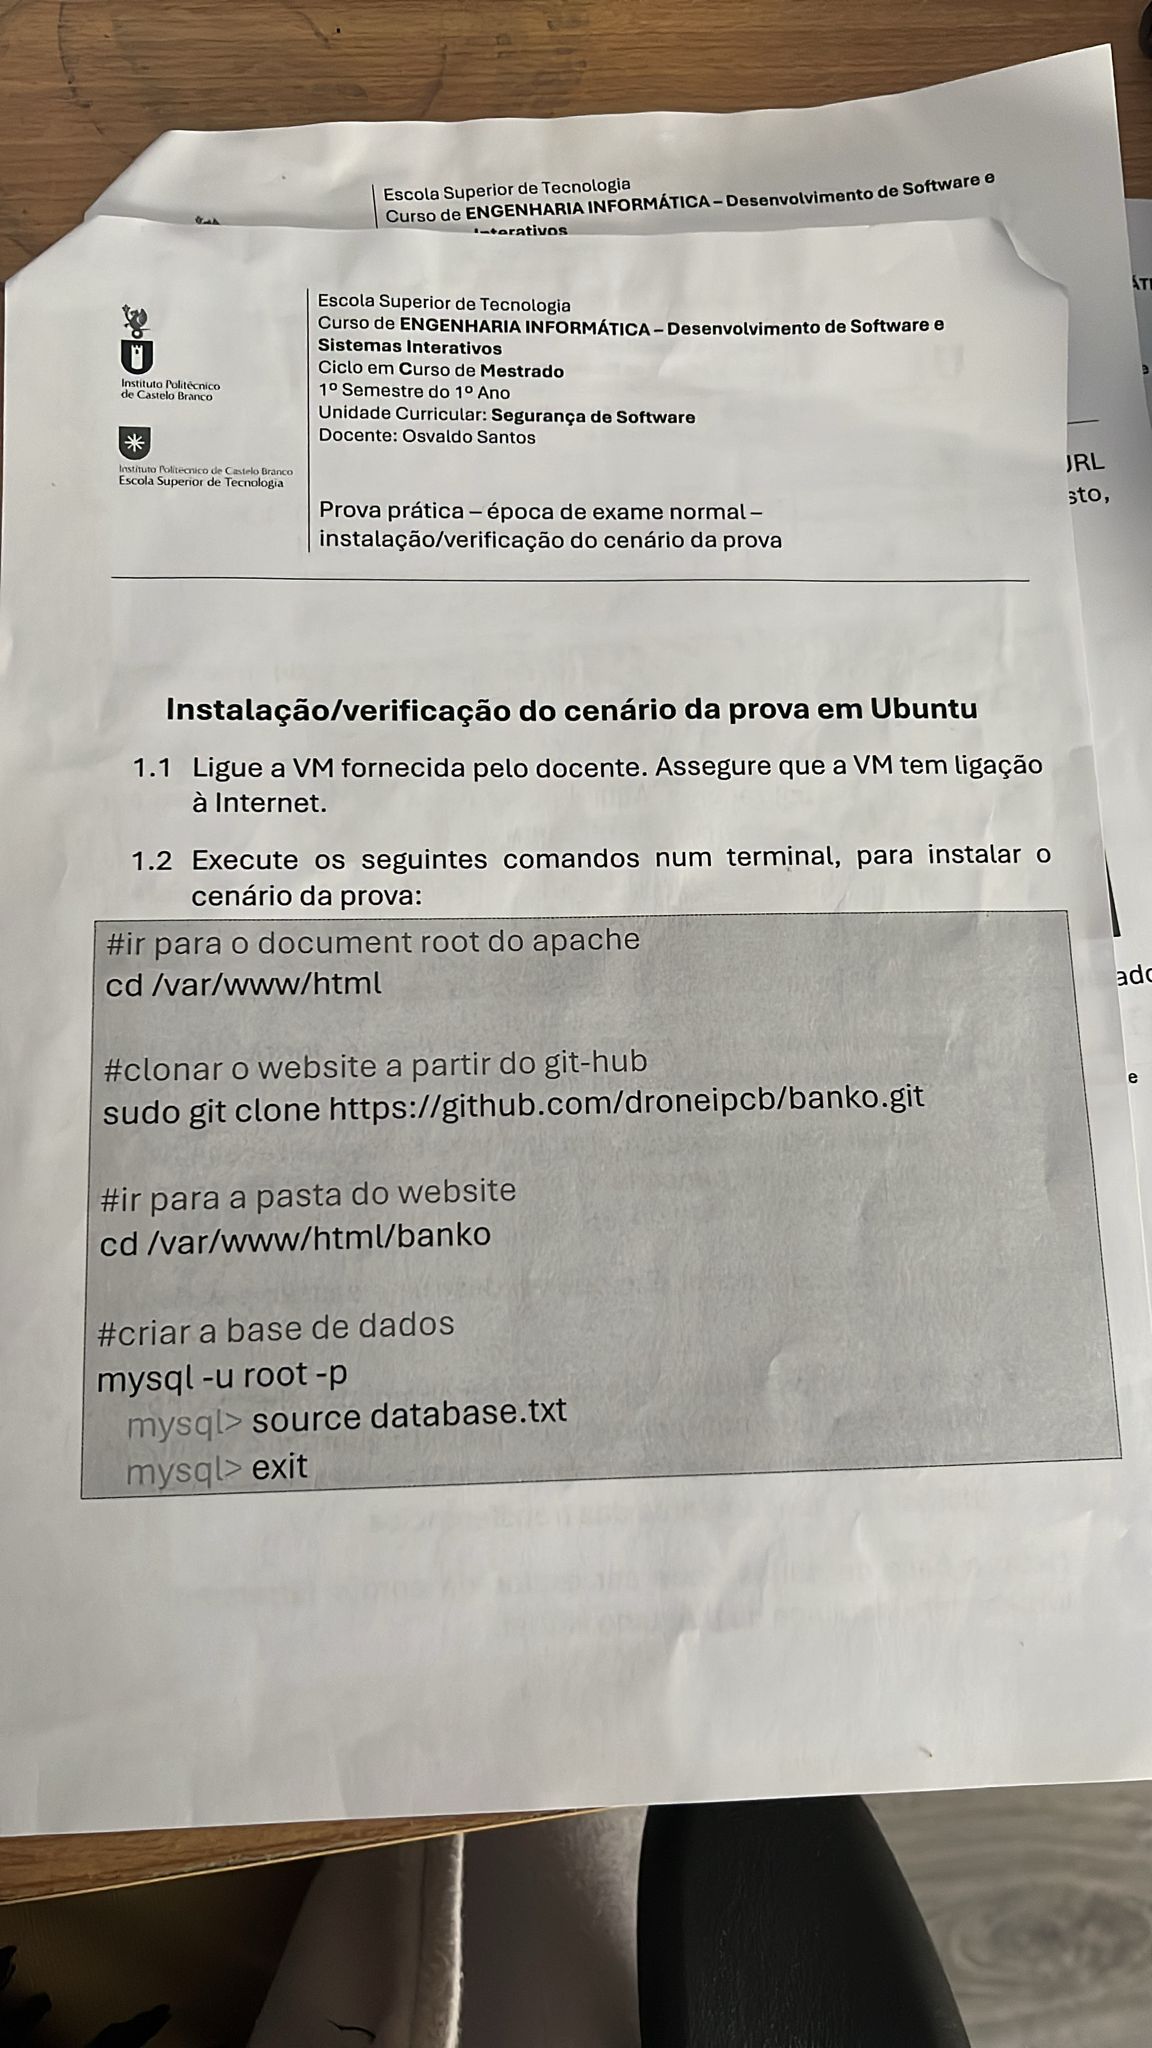 Escola Superior de Tecnologia
Curso de ENGENHARIA INFORMÁTICA – Desenvolvimento de Software e
Interativos
Instituto Politécnico
de Castelo Branco
Instituto Politécnico de Castelo Branco
Escola Superior de Tecnologia
Escola Superior de Tecnologia
Curso de ENGENHARIA INFORMÁTICA – Desenvolvimento de Software e
Sistemas Interativos
Ciclo em Curso de Mestrado
1º Semestre do 1º Ano
Unidade Curricular: Segurança de Software
Docente: Osvaldo Santos
Prova prática – época de exame normal –
instalação/verificação do cenário da prova
Instalação/verificação do cenário da prova em Ubuntu
1.1 Ligue a VM fornecida pelo docente. Assegure que a VM tem ligação
à Internet.
1.2 Execute os seguintes comandos num terminal, para instalar o
cenário da prova:
#ir para o document root do apache
cd /var/www/html
#clonar o website a partir do git-hub
sudo git clone https://github.com/droneipcb/banko.git
#ir para a pasta do website
cd /var/www/html/banko
#criar a base de dados
mysql -u root -p
mysql> source database.txt
mysql> exit